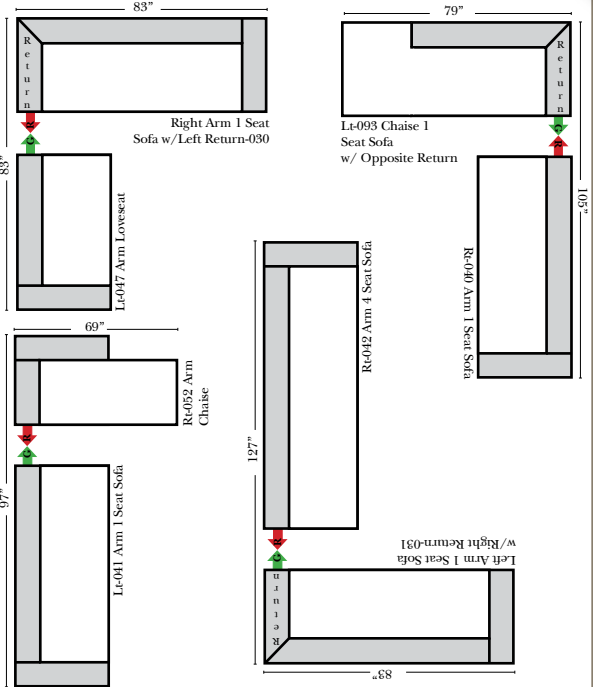 83”
Return
R
G
83”
Right Arm 1 Seat
Sofa w/Left Return-030
Lt-047 Arm Loveseat
79”
Return
G
R
Lt-093 Chaise 1
Seat Sofa
w/ Opposite Return
105”
Rt-040 Arm 1 Seat Sofa
69”
Rt-052 Arm
Chaise
R
G
97”
Lt-041 Arm 1 Seat Sofa
127”
Rt-042 Arm 4 Seat Sofa
R
G
Return
Left Arm 1 Seat Sofa
w/Right Return-031
83”